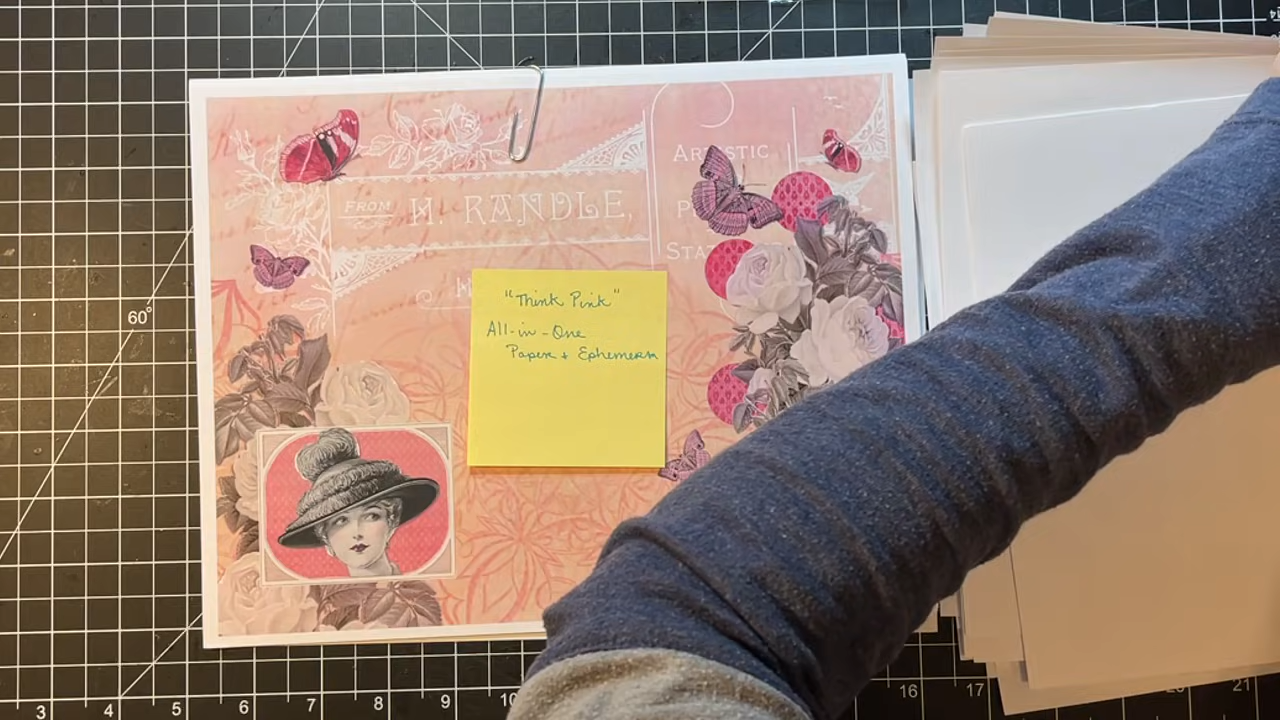 ARTISTIC
FROM H. RANDLE,
"Think Pink"
All-in-One
Paper + Ephemera
60°
3 4 5 6 7 8 9 16 17 21